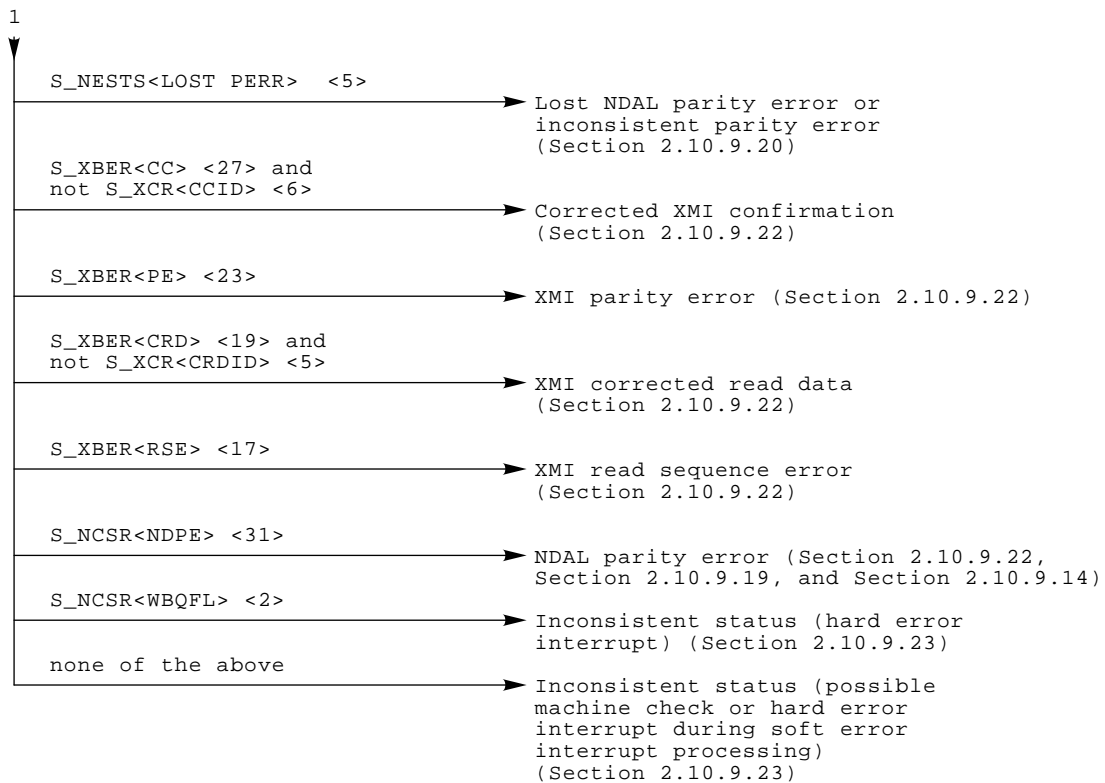 1
S_NESTS<LOST PERR> <5>
Lost NDAL parity error or
inconsistent parity error
(Section 2.10.9.20)
S_XBER<CC> <27> and
not S_XCR<CCID> <6>
Corrected XMI confirmation
(Section 2.10.9.22)
S_XBER<PE> <23>
XMI parity error (Section 2.10.9.22)
S_XBER<CRD> <19> and
not S_XCR<CRDID> <5>
XMI corrected read data
(Section 2.10.9.22)
S_XBER<RSE> <17>
XMI read sequence error
(Section 2.10.9.22)
S_NCSR<NDPE> <31>
NDAL parity error (Section 2.10.9.22,
Section 2.10.9.19, and Section 2.10.9.14)
S_NCSR<WBQFL> <2>
Inconsistent status (hard error
interrupt) (Section 2.10.9.23)
none of the above
Inconsistent status (possible
machine check or hard error
interrupt during soft error
interrupt processing)
(Section 2.10.9.23)